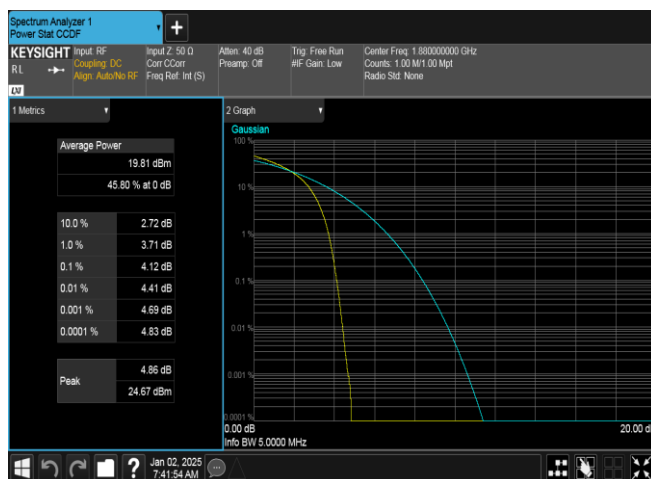 Spectrum Analyzer 1
Power Stat CCDF
+
KEYSIGHT
RL
LXI
Input: RF
Coupling: DC
Align: Auto/No RF
Input Z: 50 Ω
Corr CCorr
Freq Ref: Int (S)
Atten: 40 dB
Preamp: Off
Trig: Free Run
#IF Gain: Low
Center Freq: 1.880000000 GHz
Counts: 1.00 M/1.00 Mpt
Radio Std: None
1 Metrics
Average Power
19.81 dBm
45.80 % at 0 dB
10.0 % 2.72 dB
1.0 % 3.71 dB
0.1 % 4.12 dB
0.01 % 4.41 dB
0.001 % 4.69 dB
0.0001 % 4.83 dB
Peak
4.86 dB
24.67 dBm
2 Graph
Gaussian
100 %
10 %
1 %
0.1 %
0.01 %
0.001 %
0.0001 %
0.00 dB
20.00 d
Info BW 5.0000 MHz
?
Jan 02, 2025
7:41:54 AM